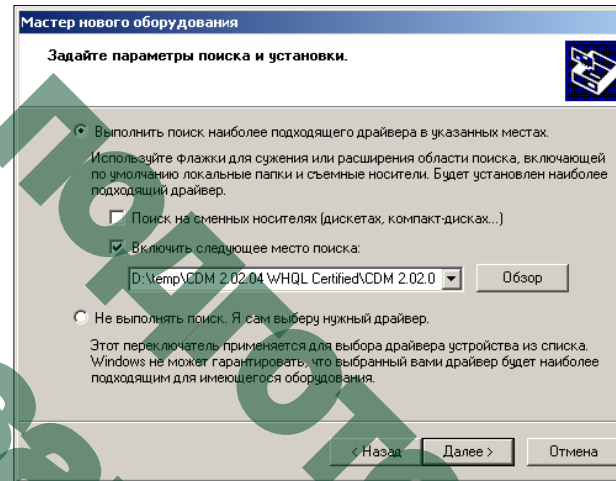 Мастер нового оборудования
Задайте параметры поиска и установки.
Выполнить поиск наиболее подходящего драйвера в указанных местах.
Используйте флажки для сужения или расширения области поиска, включающей
по умолчанию локальные папки и съемные носители. Будет установлен наиболее
подходящий драйвер.
Поиск на сменных носителях (дискетах, компакт-дисках...)
Включить следующее место поиска:
D:\temp\CDM 2.02.04 WHQL Certified\CDM 2.02.0
Обзор
Не выполнять поиск. Я сам выберу нужный драйвер.
Этот переключатель применяется для выбора драйвера устройства из списка.
Windows не может гарантировать, что выбранный вами драйвер будет наиболее
подходящим для имеющегося оборудования.
< Назад
Далее >
Отмена
Подгото